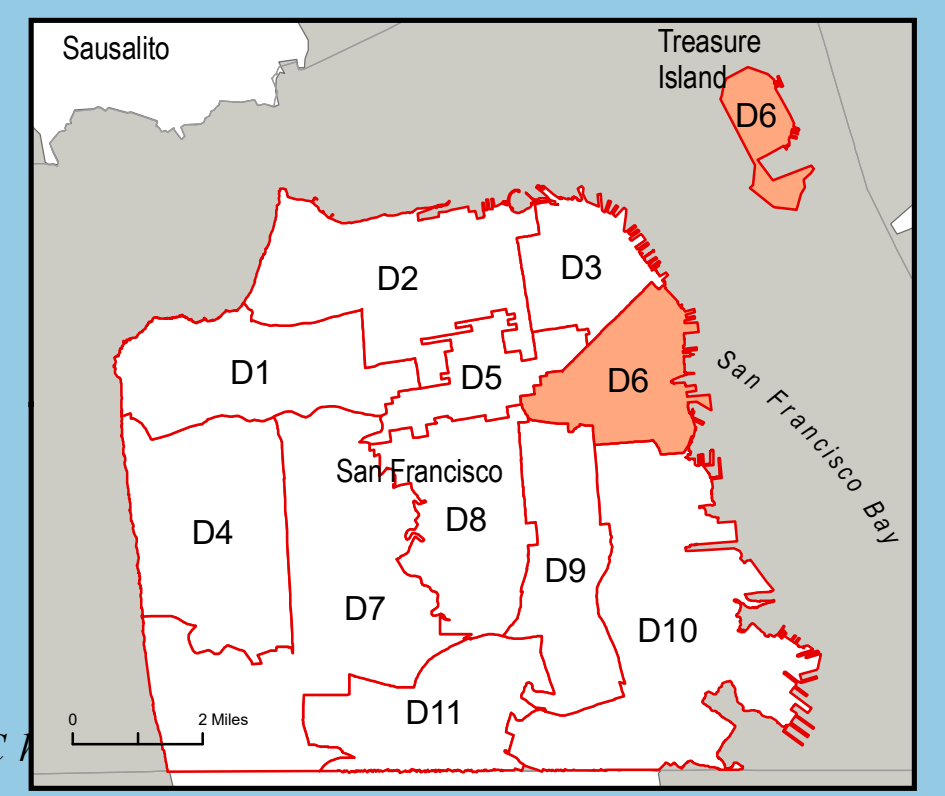 Sausalito
Treasure
Island
D6
D3
D2
D1
D5
D6
San Francisco Bay
San Francisco
D8
D4
D9
D7
D10
D11
0
2 Miles